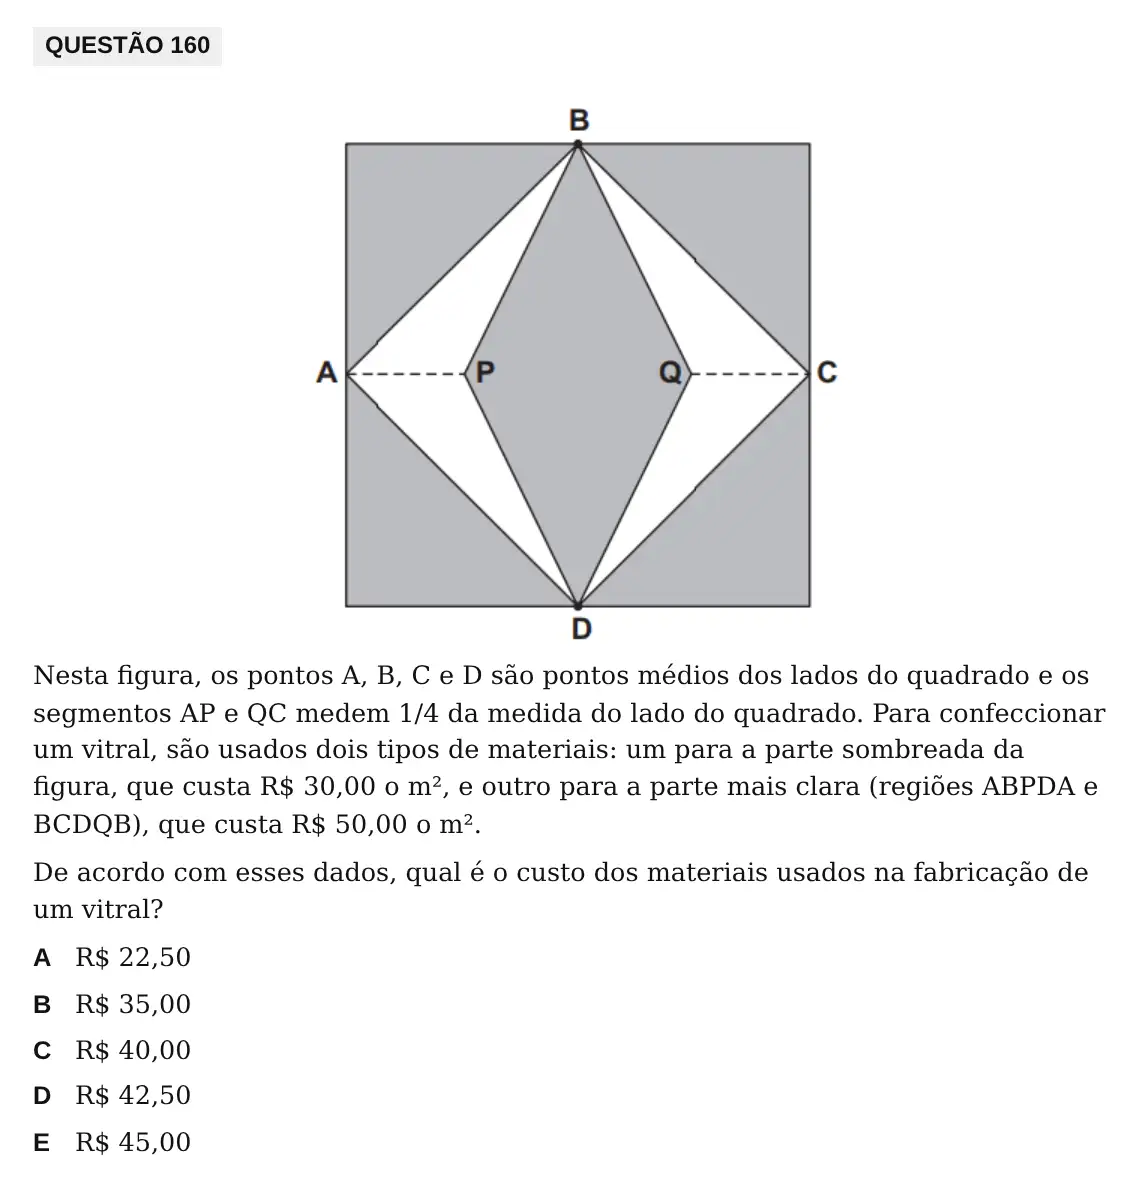 QUESTÃO 160
B
A
P
Q
C
D
Nesta figura, os pontos A, B, C e D são pontos médios dos lados do quadrado e os
segmentos AP e QC medem 1/4 da medida do lado do quadrado. Para confeccionar
um vitral, são usados dois tipos de materiais: um para a parte sombreada da
figura, que custa R$ 30,00 o m², e outro para a parte mais clara (regiões ABPDA e
BCDQB), que custa R$ 50,00 o m².
De acordo com esses dados, qual é o custo dos materiais usados na fabricação de
um vitral?
A R$ 22,50
B R$ 35,00
C R$ 40,00
D R$ 42,50
E R$ 45,00